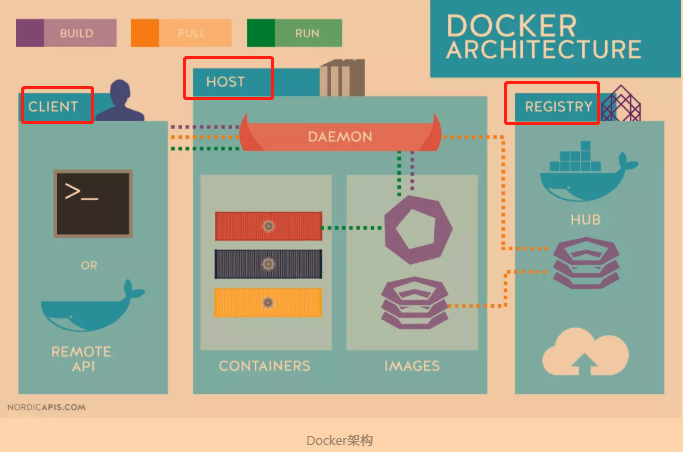 BUILD
PULL
RUN
DOCKER
ARCHITECTURE
CLIENT
HOST
REGISTRY
DAEMON
>_
OR
REMOTE
API
CONTAINERS
IMAGES
HUB
NORDICAPIS.COM
Docker架构